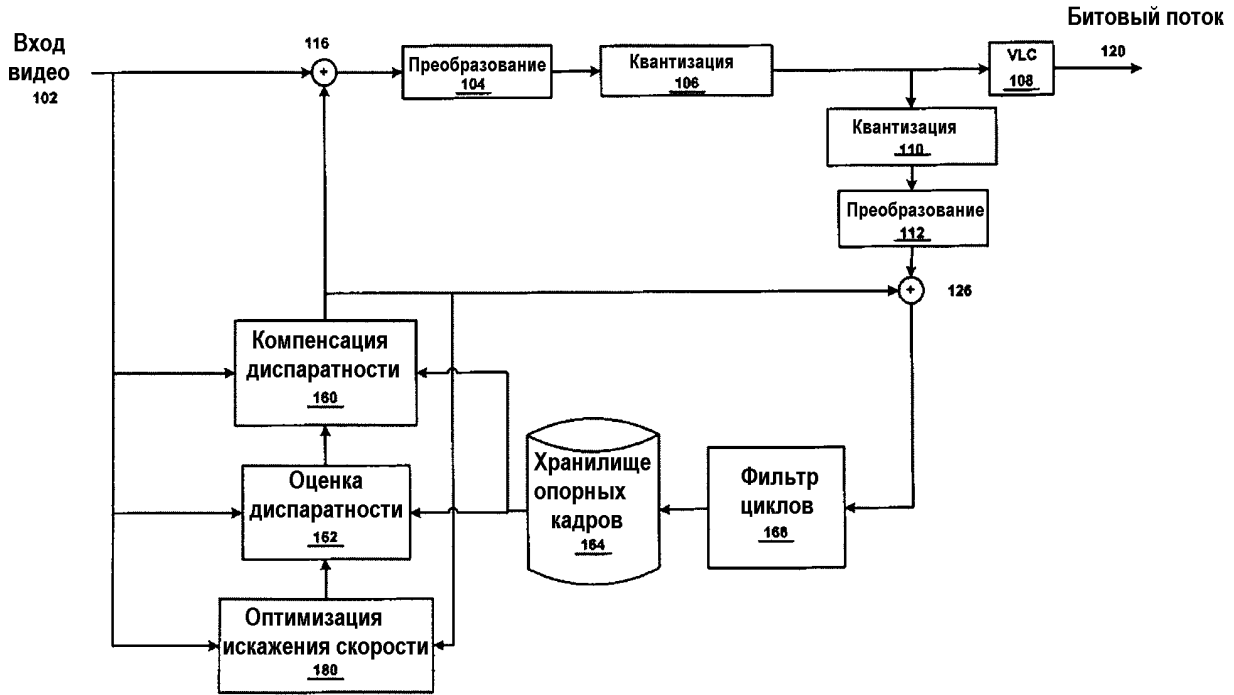 Битовый поток
120
Вход
видео
102
116
+
Преобразование
104
Квантизация
106
VLC
108
Квантизация
110
Преобразование
112
+
126
Компенсация
диспаратности
160
Оценка
диспаратности
162
Хранилище
опорных
кадров
164
Фильтр
циклов
166
Оптимизация
искажения скорости
180